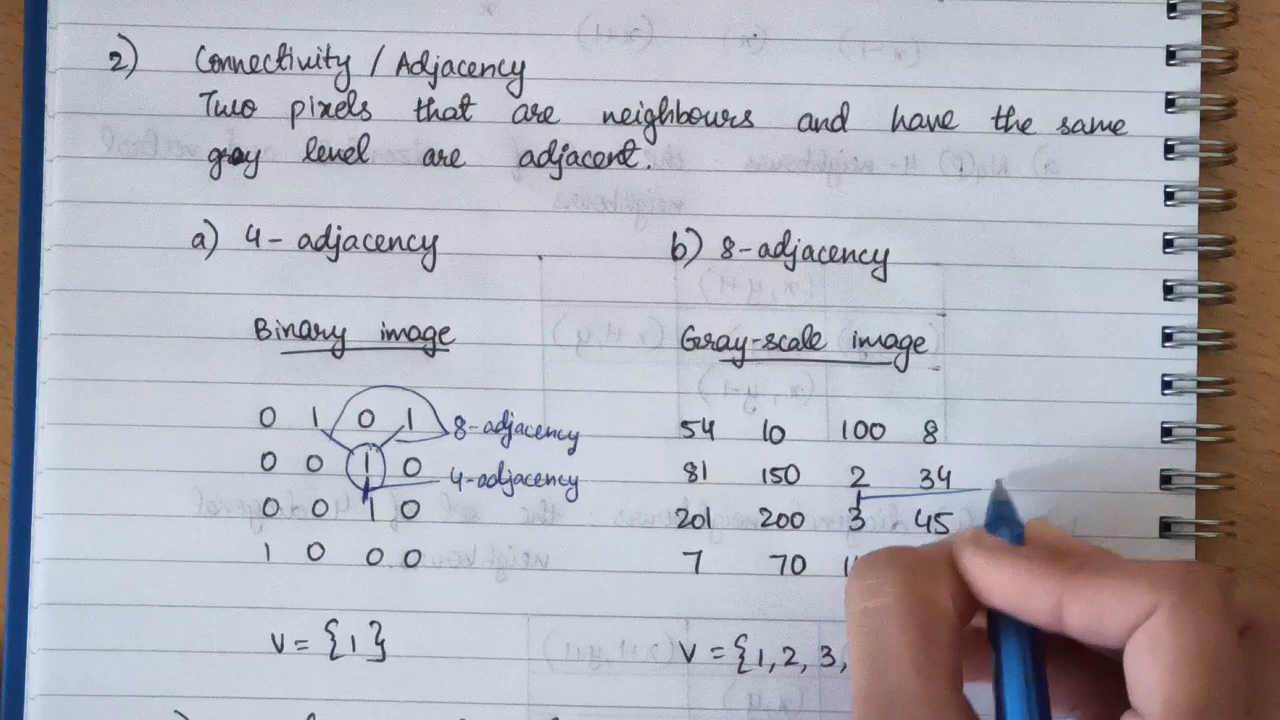 2) Connectivity / Adjacency
Two pixels that are neighbours and have the same
gray level are adjacent.
a) 4-adjacency
b) 8-adjacency
Binary image
Gray-scale image
0 1 0 1 8-adjacency
0 0 1 0 4-adjacency
0 0 1 0
1 0 0 0
54 10 100 8
81 150 2 34
201 200 3 45
7 70
V = {1}
V = {1, 2, 3,